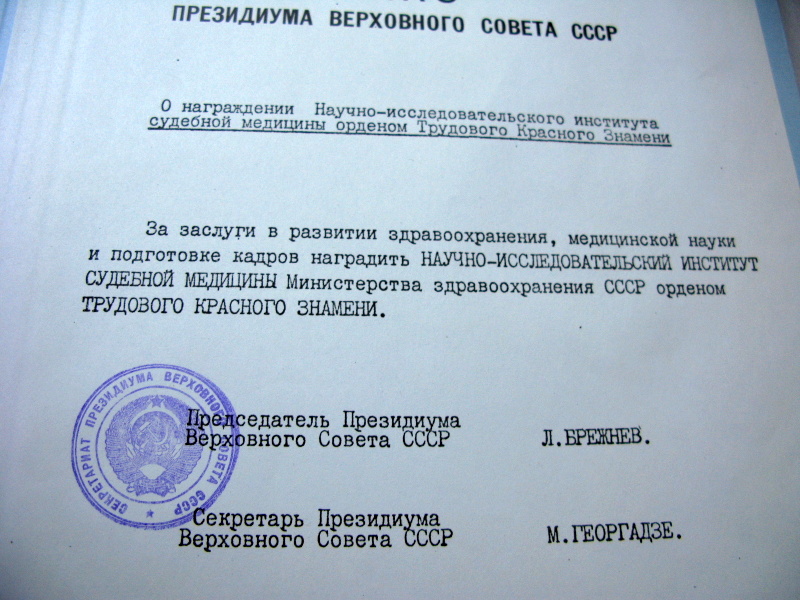 ПРЕЗИДИУМА ВЕРХОВНОГО СОВЕТА СССР
О награждении Научно-исследовательского института
судебной медицины орденом Трудового Красного Знамени
За заслуги в развитии здравоохранения, медицинской науки
и подготовке кадров наградить НАУЧНО-ИССЛЕДОВАТЕЛЬСКИЙ ИНСТИТУТ
СУДЕБНОЙ МЕДИЦИНЫ Министерства здравоохранения СССР орденом
ТРУДОВОГО КРАСНОГО ЗНАМЕНИ.
Председатель Президиума
Верховного Совета СССР
Л.БРЕЖНЕВ.
Секретарь Президиума
Верховного Совета СССР
М.ГЕОРГАДЗЕ.
СЕКРЕТАРИАТ ПРЕЗИДИУМА ВЕРХОВНОГО СОВЕТА СССР